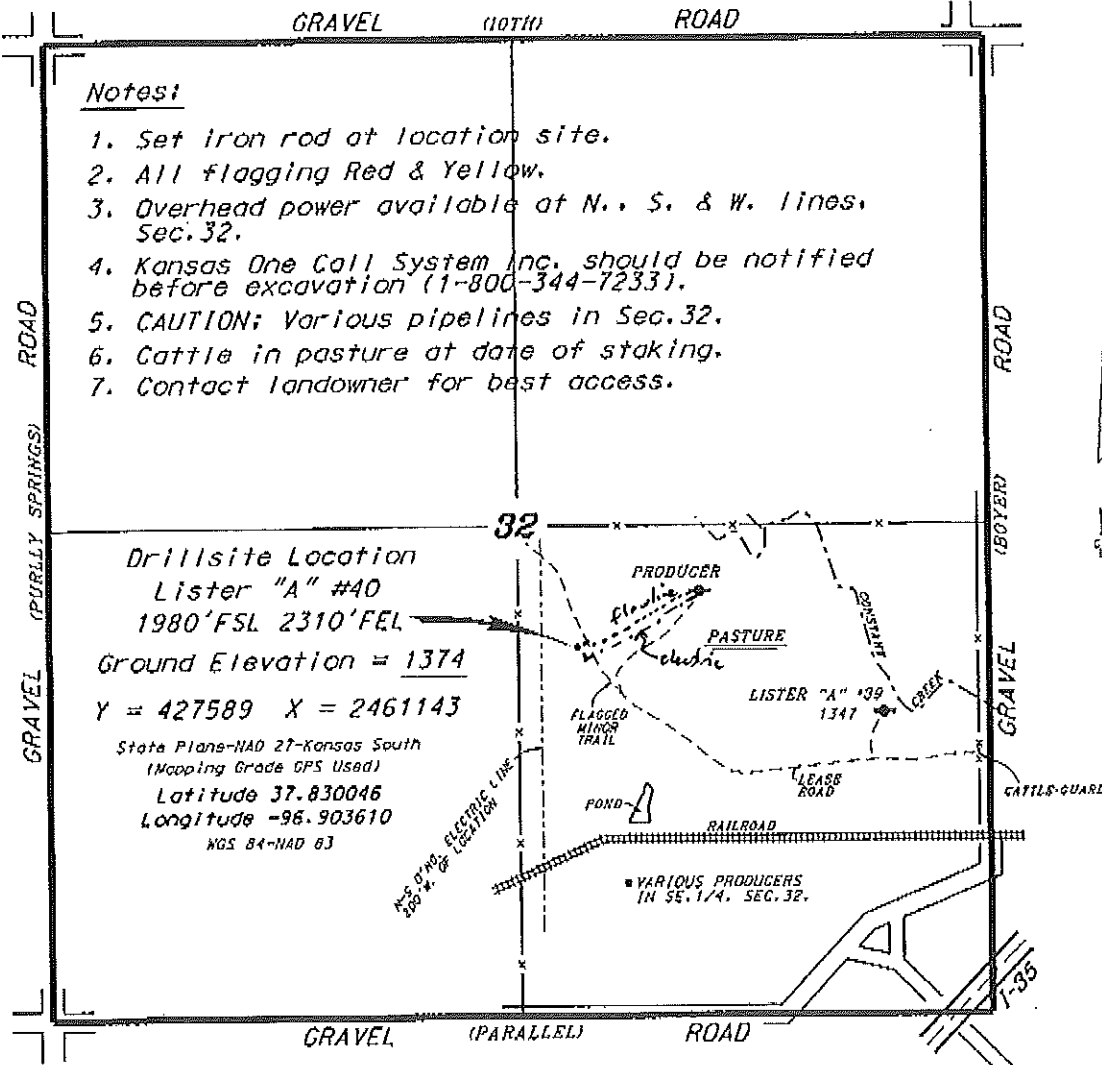 GRAVEL (10TH) ROAD
Notes:
1. Set iron rod at location site.
2. All flagging Red & Yellow.
3. Overhead power available at N., S. & W. lines,
Sec.32.
4. Kansas One Call System Inc. should be notified
before excavation (1-800-344-7233).
5. CAUTION: Various pipelines in Sec.32.
6. Cattle in pasture at date of staking.
7. Contact landowner for best access.
GRAVEL (PURLLY SPRINGS) ROAD
GRAVEL (BOYER) ROAD
32
Drillsite Location
Lister "A" #40
1980'FSL 2310'FEL
Ground Elevation = 1374
Y = 427589 X = 2461143
State Plane-NAD 27-Kansas South
(Mapping Grade GPS Used)
Latitude 37.830046
Longitude -96.903610
WGS 84-NAD 83
PRODUCER
electric
PASTURE
CONSTANT
CREEK
LISTER "A" #39
1347
FLAGGED
MINOR
TRAIL
LEASE
ROAD
CATTLE-GUARD
N-S O'HD. ELECTRIC LINE
200' W. OF LOCATION
POND
RAILROAD
VARIOUS PRODUCERS
IN SE.1/4. SEC.32.
I-35
GRAVEL (PARALLEL) ROAD